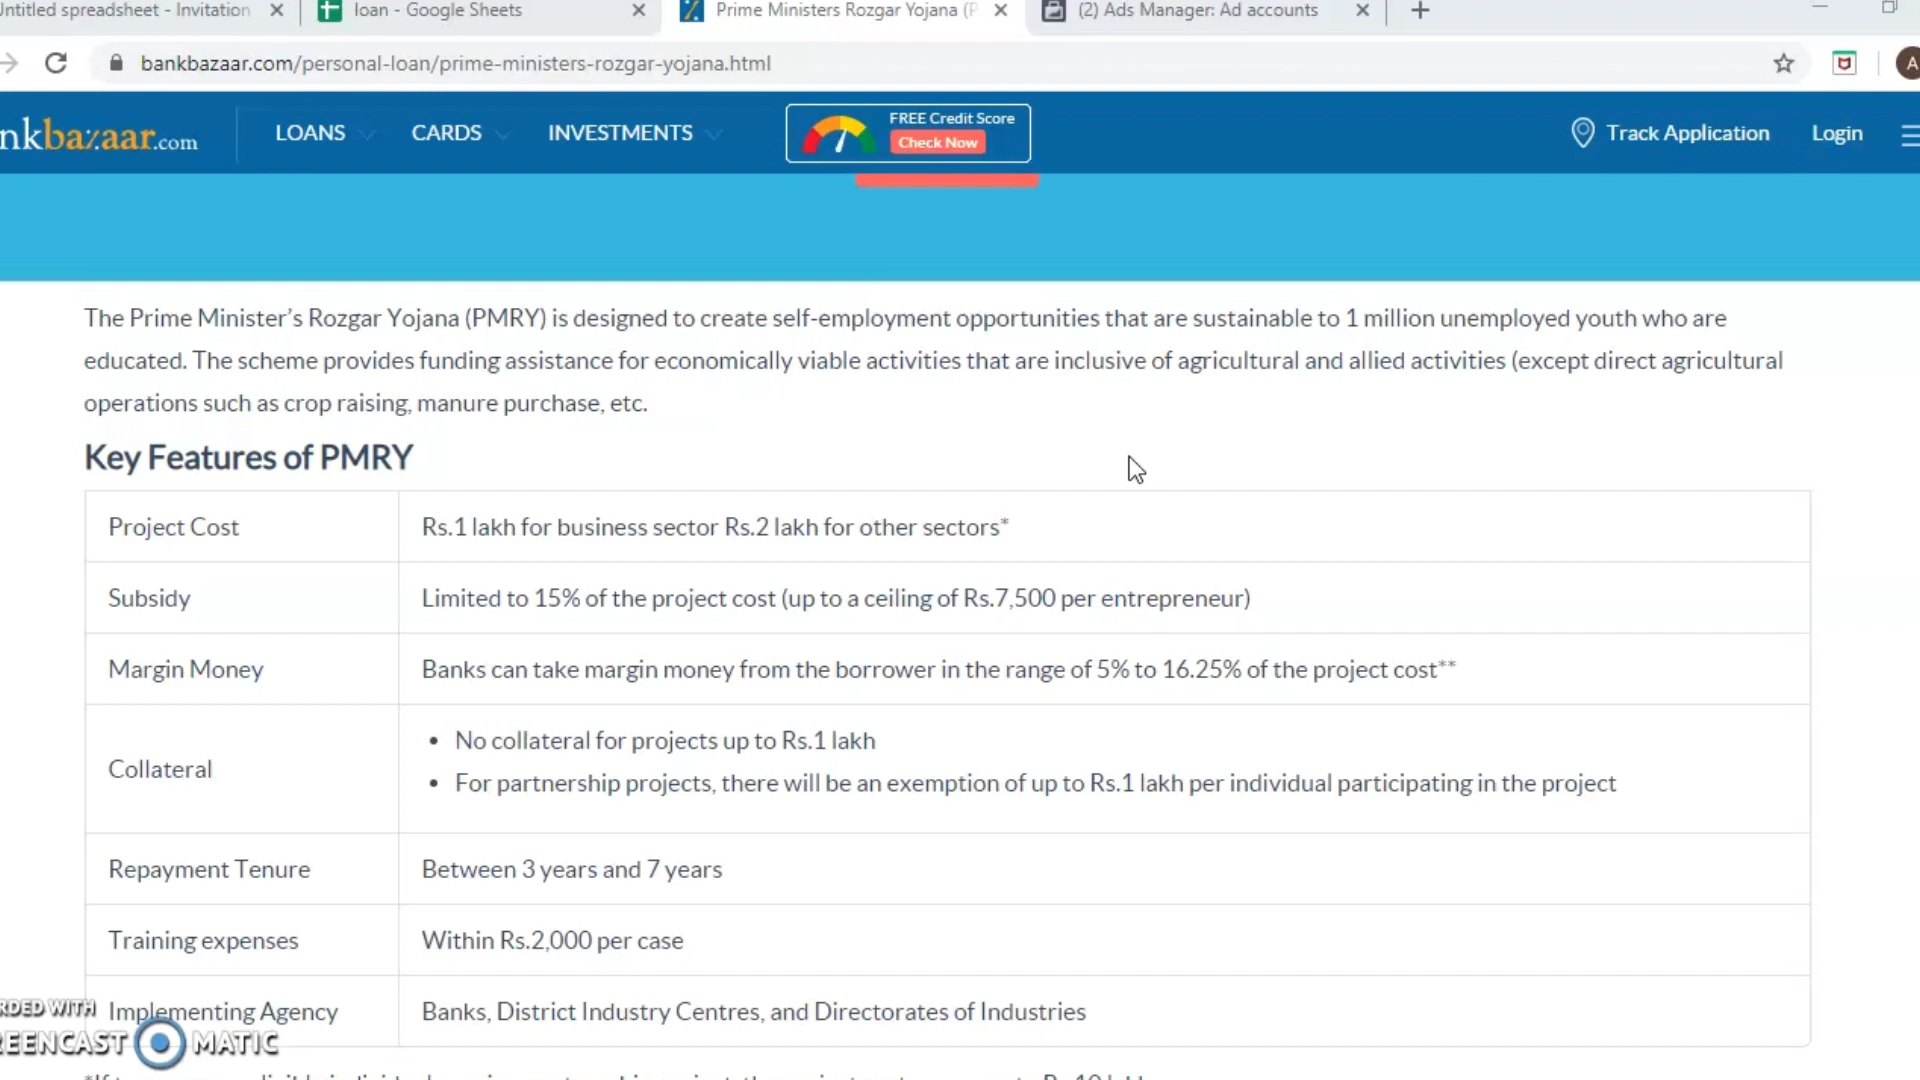 Untitled spreadsheet - Invitation
loan - Google Sheets
Prime Ministers Rozgar Yojana (P
(2) Ads Manager: Ad accounts
bankbazaar.com/personal-loan/prime-ministers-rozgar-yojana.html
A
nkbazaar.com
LOANS
CARDS
INVESTMENTS
FREE Credit Score
Check Now
Track Application
Login
The Prime Minister’s Rozgar Yojana (PMRY) is designed to create self-employment opportunities that are sustainable to 1 million unemployed youth who are
educated. The scheme provides funding assistance for economically viable activities that are inclusive of agricultural and allied activities (except direct agricultural
operations such as crop raising, manure purchase, etc.
Key Features of PMRY
Project Cost
Rs.1 lakh for business sector Rs.2 lakh for other sectors*
Subsidy
Limited to 15% of the project cost (up to a ceiling of Rs.7,500 per entrepreneur)
Margin Money
Banks can take margin money from the borrower in the range of 5% to 16.25% of the project cost**
Collateral
• No collateral for projects up to Rs.1 lakh
• For partnership projects, there will be an exemption of up to Rs.1 lakh per individual participating in the project
Repayment Tenure
Between 3 years and 7 years
Training expenses
Within Rs.2,000 per case
Implementing Agency
Banks, District Industry Centres, and Directorates of Industries
RDED WITH
REENCAST MATIC